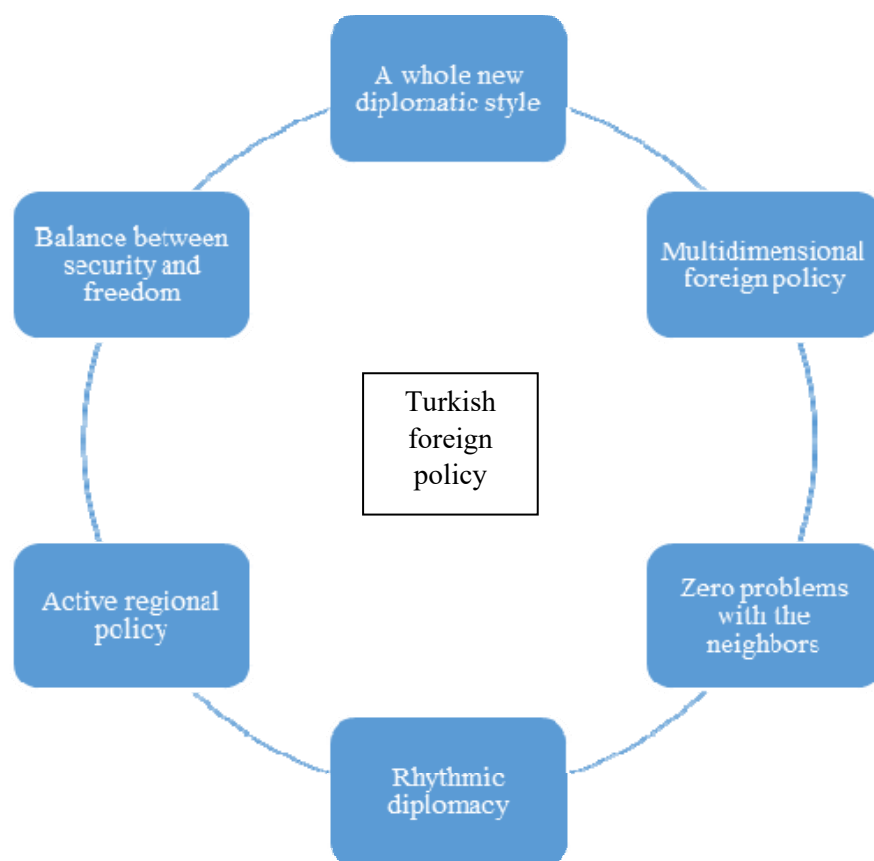 A whole new
diplomatic style
Multidimensional
foreign policy
Zero problems
with the
neighbors
Rhythmic
diplomacy
Active regional
policy
Balance between
security and
freedom
Turkish
foreign
policy